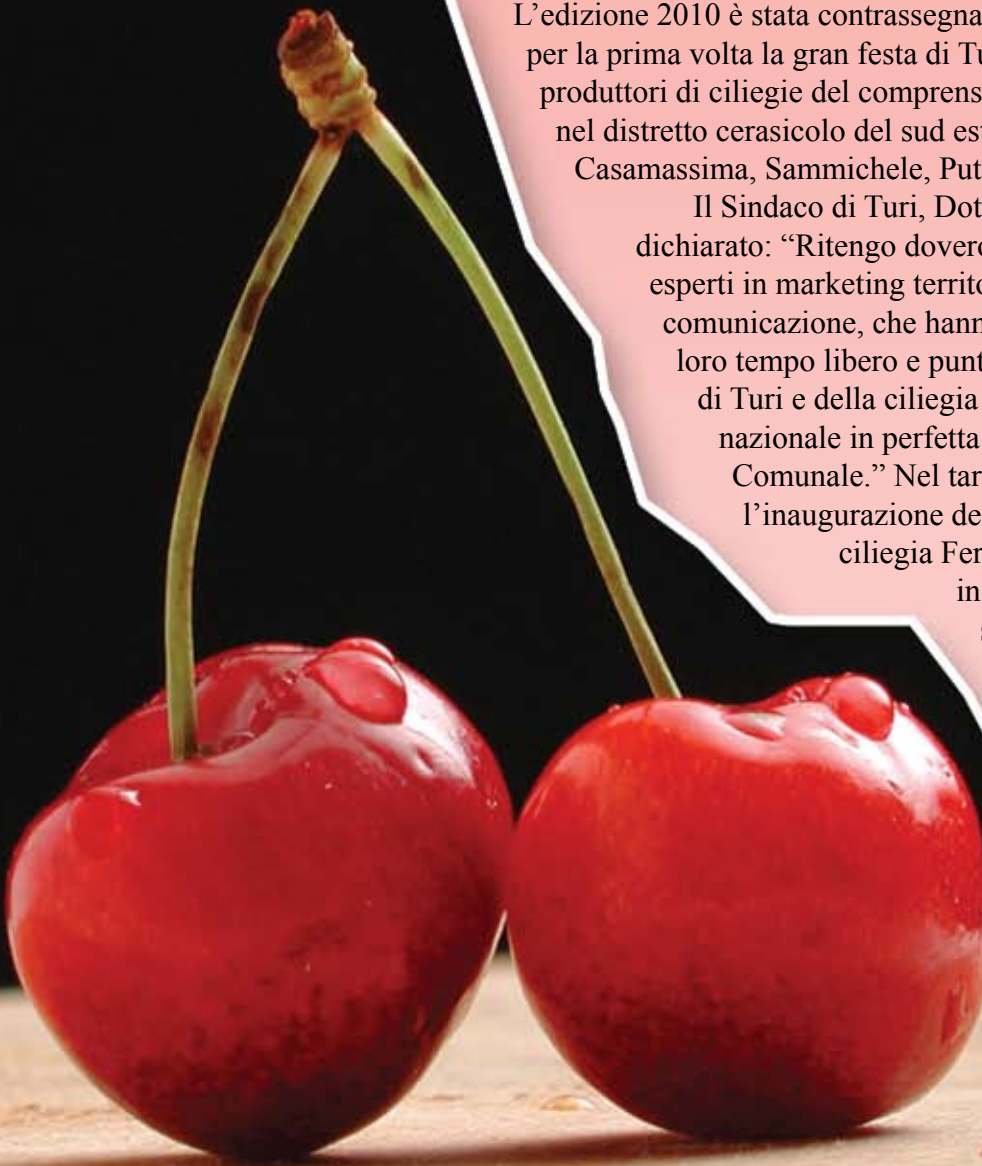 L’edizione 2010 è stata contrassegna
per la prima volta la gran festa di Tu
produttori di ciliegie del comprens
nel distretto cerasicolo del sud est
Casamassima, Sammichele, Put
Il Sindaco di Turi, Dot
dichiarato: “Ritengo dovero
esperti in marketing territo
comunicazione, che hann
loro tempo libero e punt
di Turi e della ciliegia
nazionale in perfetta
Comunale.” Nel tar
l’inaugurazione de
ciliegia Fer
in